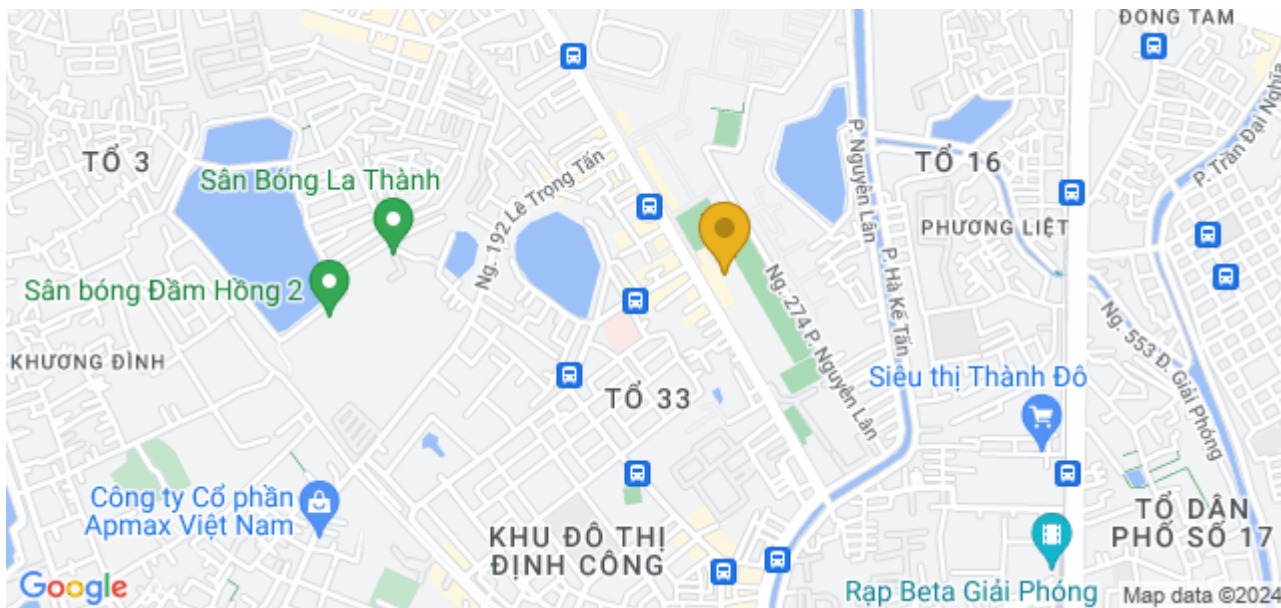 ĐỒNG TÂM
TỔ 3
Sân Bóng La Thành
Ng. 192 Lê Trọng Tấn
P. Nguyễn Lân
TỔ 16
P. Trần Đại Nghĩa
PHƯƠNG LIỆT
Sân bóng Đầm Hồng 2
Ng. 274 P. Nguyễn Lân
P. Hà Kế Tấn
KHƯƠNG ĐÌNH
TỔ 33
Siêu thị Thành Đô
Ng. 553 Đ. Giải Phóng
Công ty Cổ phần
Apmax Việt Nam
KHU ĐÔ THỊ
ĐỊNH CÔNG
TỔ DÂN
PHỐ SỐ 17
Rạp Beta Giải Phóng
Google
Map data ©2024